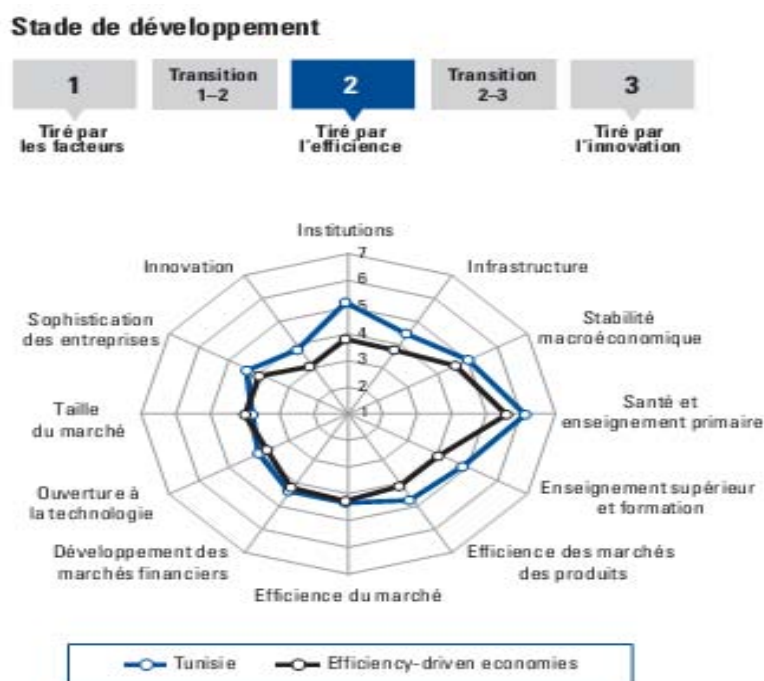 Stade de développement
1
Transition
1–2
2
Transition
2–3
3
Tiré par
les facteurs
Tiré par
l'efficience
Tiré par
l'innovation
Institutions
Innovation
Infrastructure
Sophistication
des entreprises
Stabilité
macroéconomique
Taille
du marché
Santé et
enseignement primaire
Ouverture à
la technologie
Enseignement supérieur
et formation
Développement des
marchés financiers
Efficience des marchés
des produits
Efficience du marché
7
6
5
4
3
2
1
Tunisie
Efficiency-driven economies